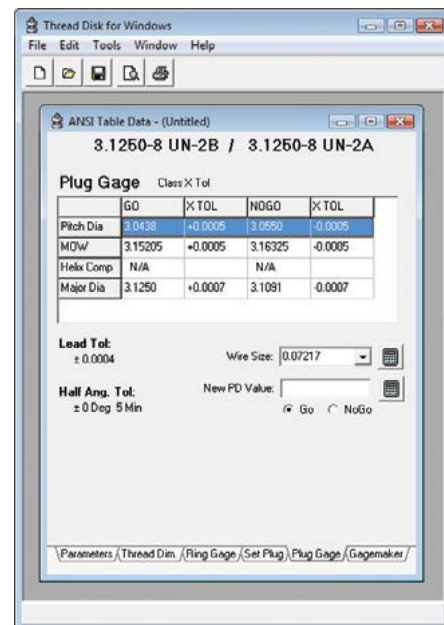 Thread Disk for Windows
File Edit Tools Window Help
ANSI Table Data - (Untitled)
3.1250-8 UN-2B / 3.1250-8 UN-2A
Plug Gage Class X Tol
GO X TOL NOGO X TOL
Pitch Dia 3.0438 +0.0005 3.0550 -0.0005
MOW 3.15205 +0.0005 3.16325 -0.0005
Helix Comp N/A N/A
Major Dia 3.1250 +0.0007 3.1091 -0.0007
Lead Tol:
± 0.0004
Wire Size: 0.07217
Half Ang. Tol:
± 0 Deg 5 Min
New PD Value:
Go NoGo
Parameters Thread Dim. Ring Gage Set Plug Plug Gage Gagemaker